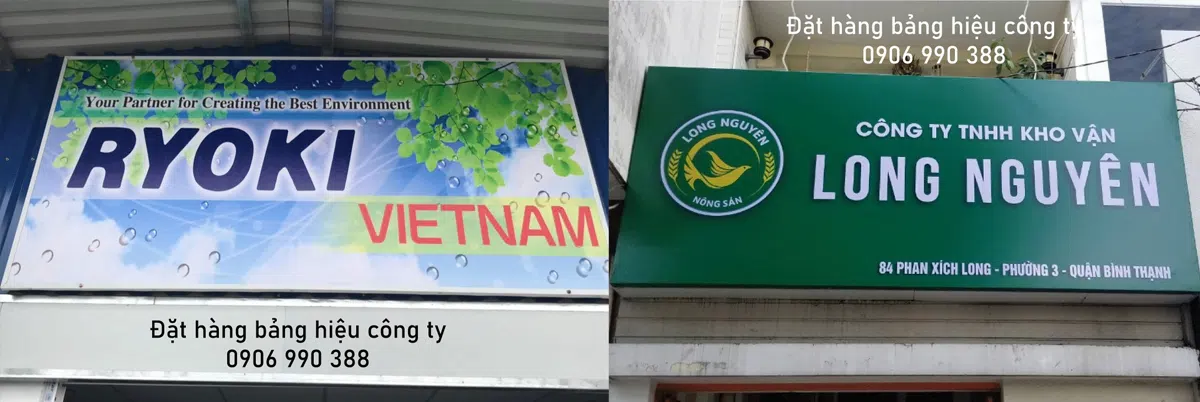 Your Partner for Creating the Best Environment
RYOKI
VIETNAM
Đặt hàng bảng hiệu công ty
0906 990 388
Đặt hàng bảng hiệu công ty
0906 990 388
LONG NGUYÊN
NÔNG SẢN
CÔNG TY TNHH KHO VẬN
LONG NGUYÊN
84 PHAN XÍCH LONG - PHƯỜNG 3 - QUẬN BÌNH THẠNH